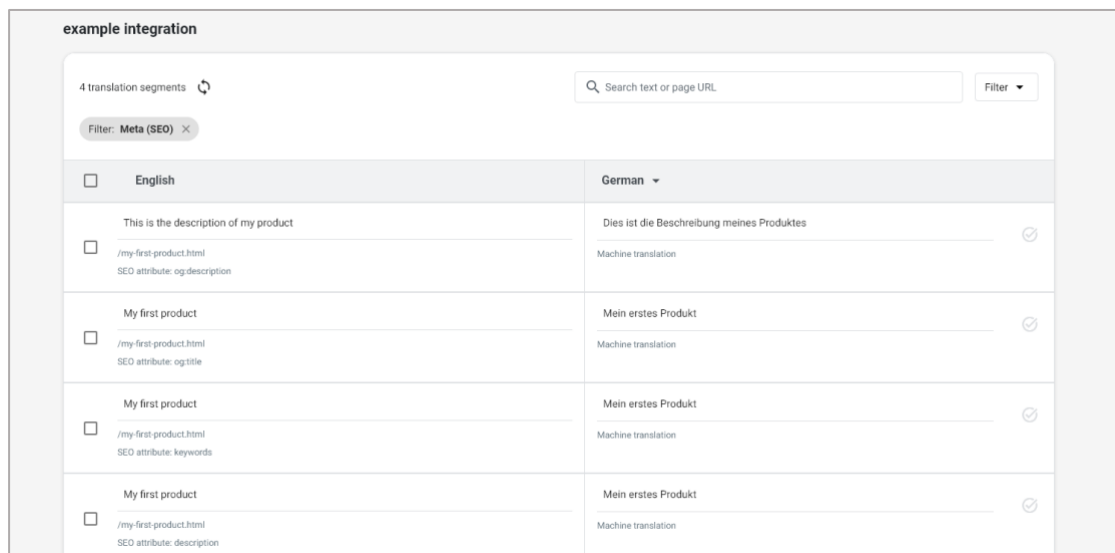 example integration
4 translation segments
Search text or page URL
Filter
Filter: Meta (SEO)
English
German
This is the description of my product
Dies ist die Beschreibung meines Produktes
/my-first-product.html
Machine translation
SEO attribute: og:description
My first product
Mein erstes Produkt
/my-first-product.html
Machine translation
SEO attribute: og:title
My first product
Mein erstes Produkt
/my-first-product.html
Machine translation
SEO attribute: keywords
My first product
Mein erstes Produkt
/my-first-product.html
Machine translation
SEO attribute: description